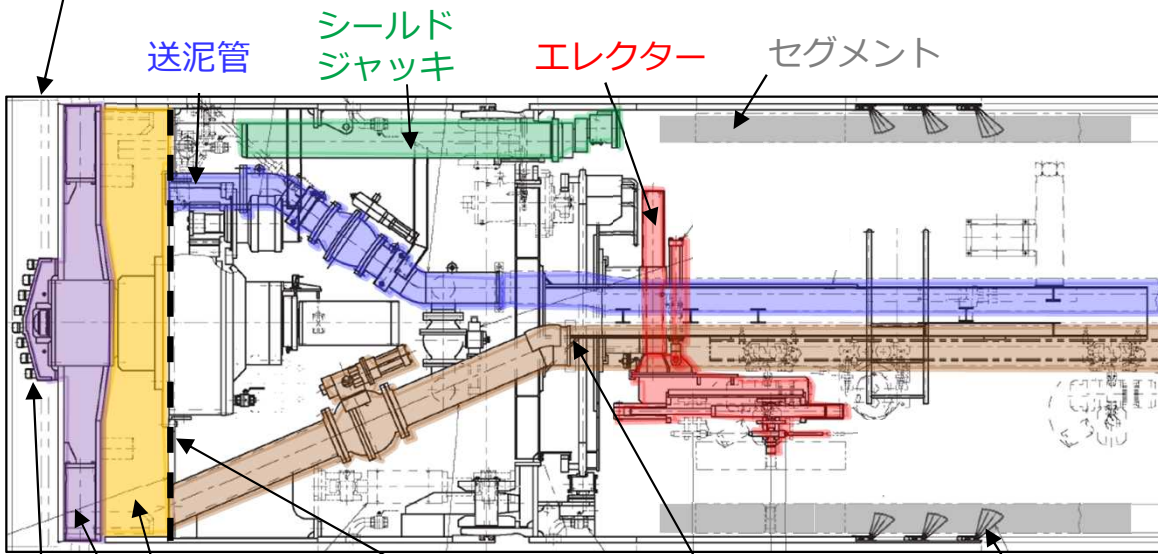 シールド
ジャッキ
送泥管
エレクター
セグメント